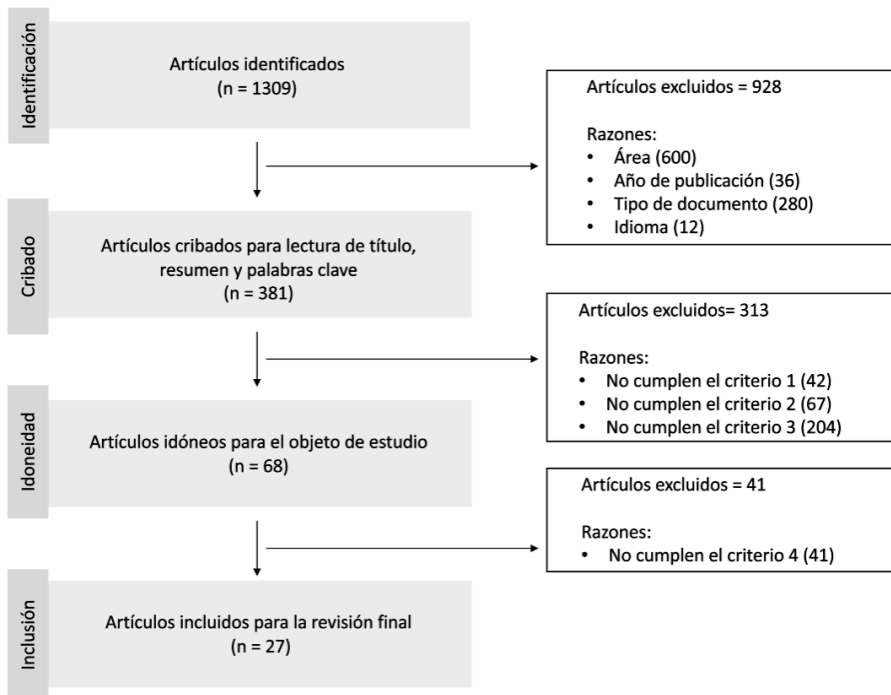 Identificación
Artículos identificados
(n = 1309)
Artículos excluidos = 928
Razones:
• Área (600)
• Año de publicación (36)
• Tipo de documento (280)
• Idioma (12)
Cribado
Artículos cribados para lectura de título,
resumen y palabras clave
(n = 381)
Artículos excluidos= 313
Razones:
• No cumplen el criterio 1 (42)
• No cumplen el criterio 2 (67)
• No cumplen el criterio 3 (204)
Idoneidad
Artículos idóneos para el objeto de estudio
(n = 68)
Artículos excluidos = 41
Razones:
• No cumplen el criterio 4 (41)
Inclusión
Artículos incluidos para la revisión final
(n = 27)